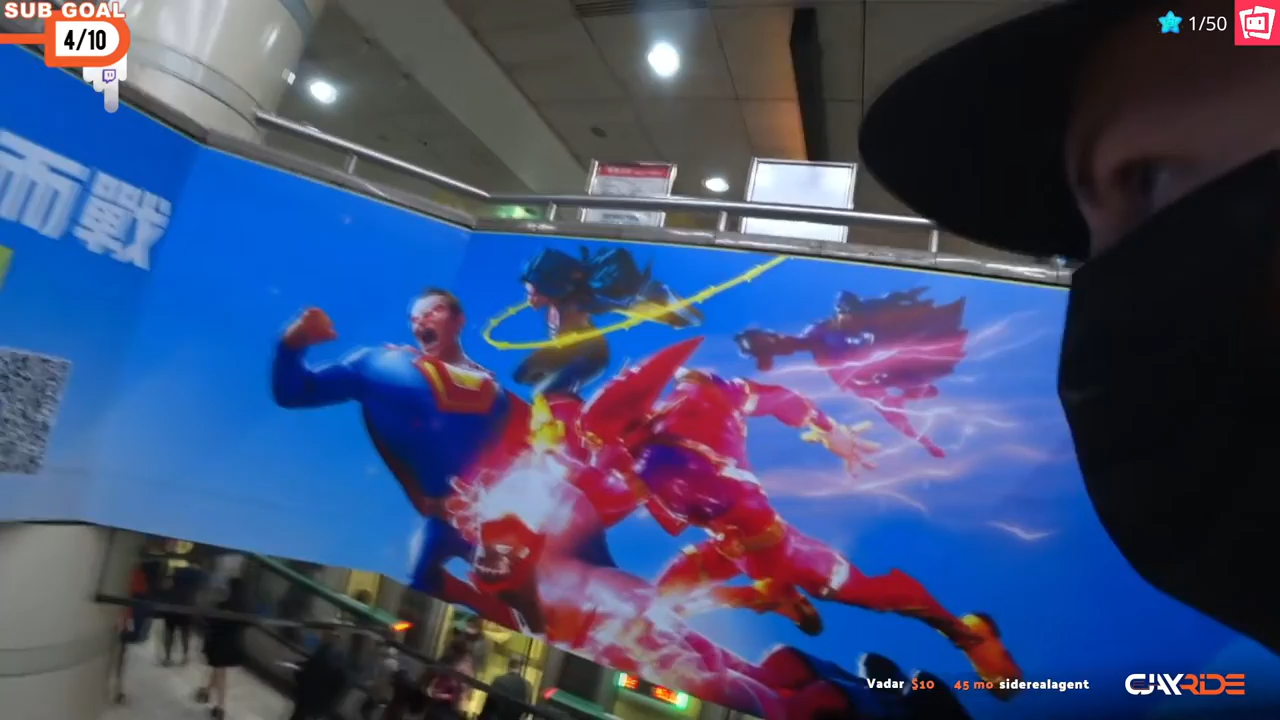 SUB GOAL
4/10
1/50
而戰
Vadar $10 45 mo siderealagent
CJAYRIDE